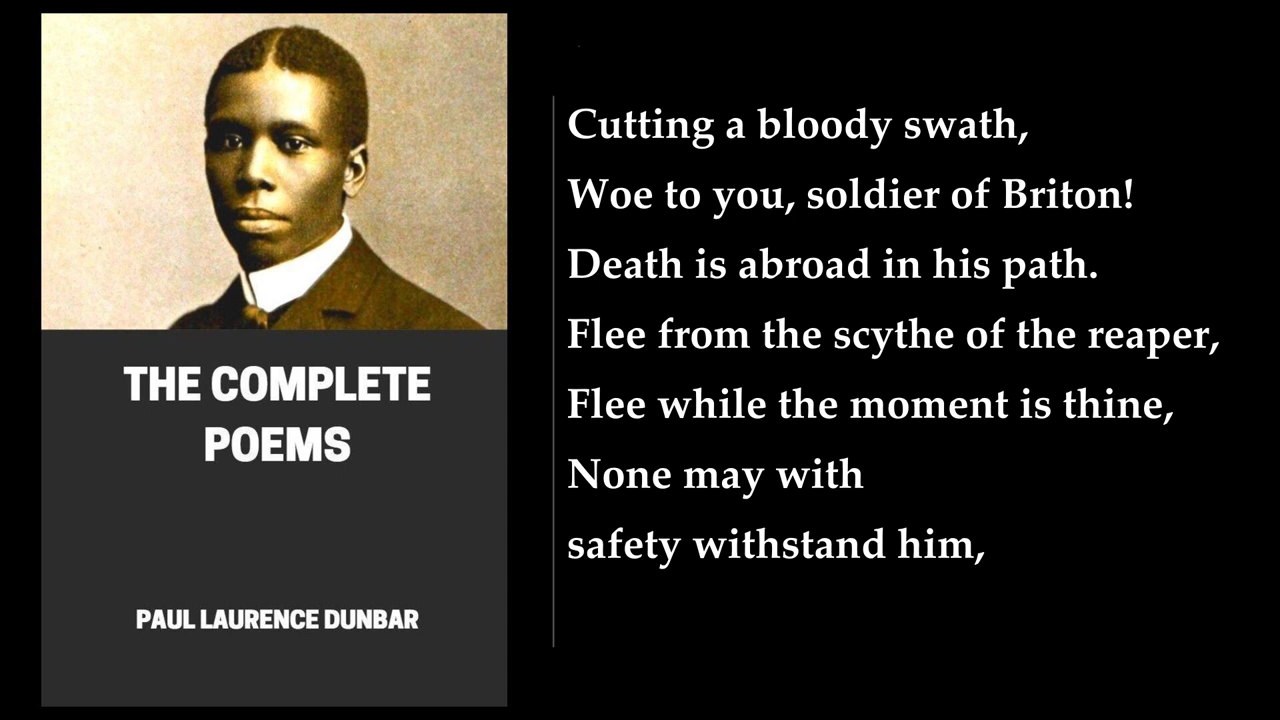 THE COMPLETE
POEMS
PAUL LAURENCE DUNBAR
Cutting a bloody swath,
Woe to you, soldier of Briton!
Death is abroad in his path.
Flee from the scythe of the reaper,
Flee while the moment is thine,
None may with
safety withstand him,